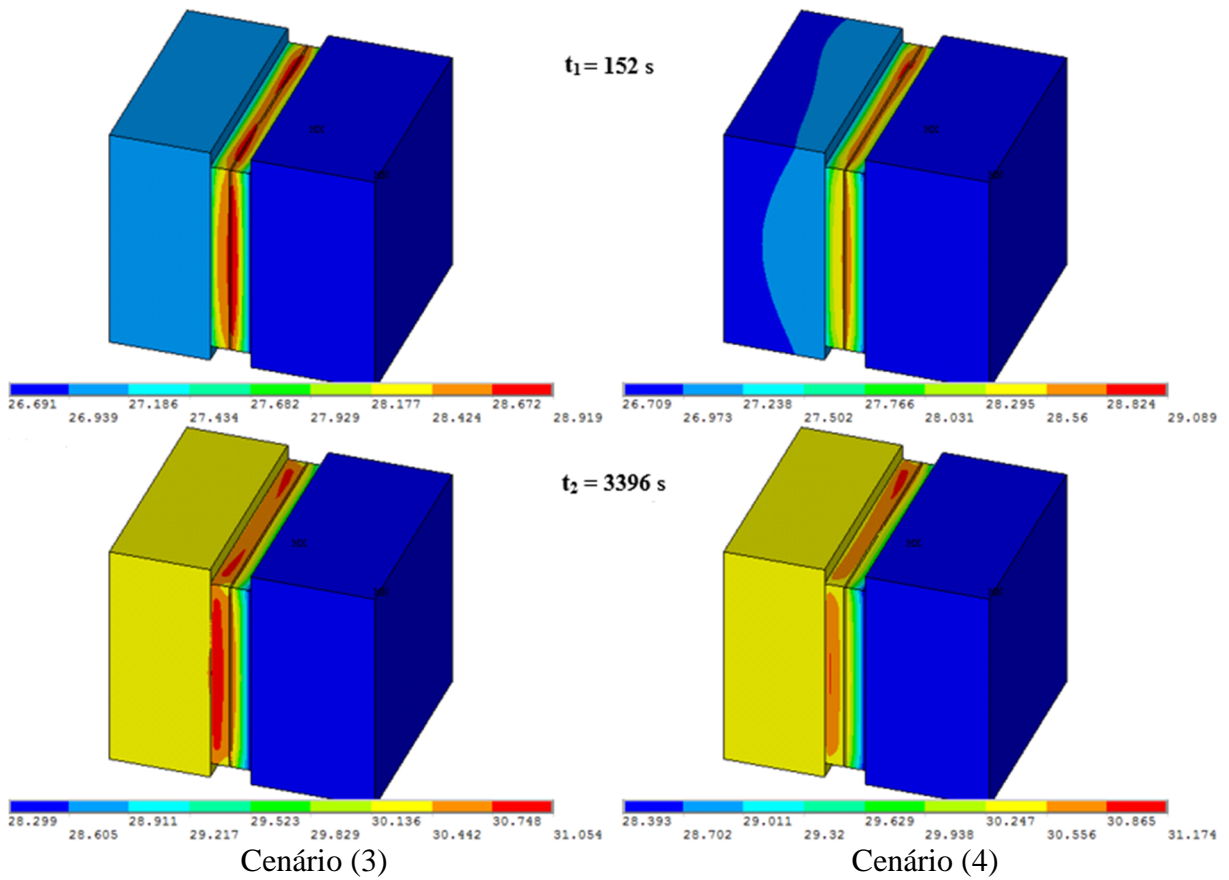 t₁ = 152 s
26.691 26.939 27.186 27.434 27.682 27.929 28.177 28.424 28.672 28.919
26.709 26.973 27.238 27.502 27.766 28.031 28.295 28.56 28.824 29.089
t₂ = 3396 s
28.299 28.605 28.911 29.217 29.523 29.829 30.136 30.442 30.748 31.054
28.393 28.702 29.011 29.32 29.629 29.938 30.247 30.556 30.865 31.174
Cenário (3)
Cenário (4)